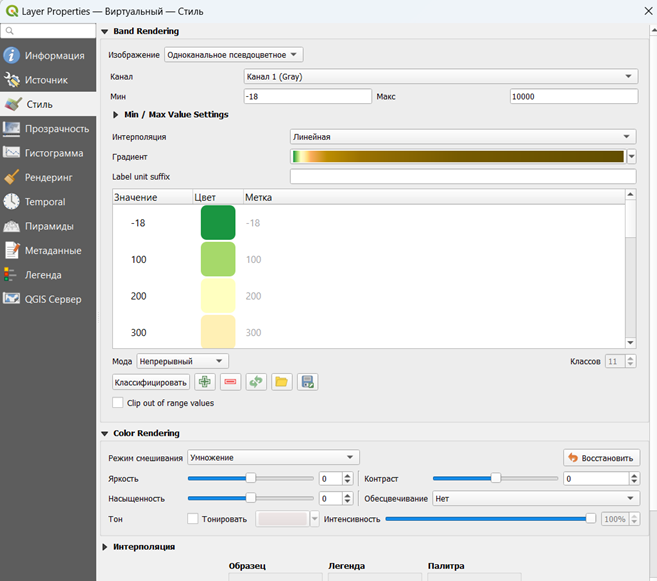 Layer Properties — Виртуальный — Стиль
Информация
Источник
Стиль
Прозрачность
Гистограмма
Рендеринг
Temporal
Пирамиды
Метаданные
Легенда
QGIS Сервер
Band Rendering
Изображение Одноканальное псевдоцветное
Канал Канал 1 (Gray)
Мин -18 Макс 10000
Min / Max Value Settings
Интерполяция Линейная
Градиент
Label unit suffix
Значение Цвет Метка
-18 -18
100 100
200 200
300 300
Мода Непрерывный Классов 11
Классифицировать
Clip out of range values
Color Rendering
Режим смешивания Умножение Восстановить
Яркость 0 Контраст 0
Насыщенность 0 Обесцвечивание Нет
Тон Тонировать Интенсивность 100%
Интерполяция
Образец Легенда Палитра